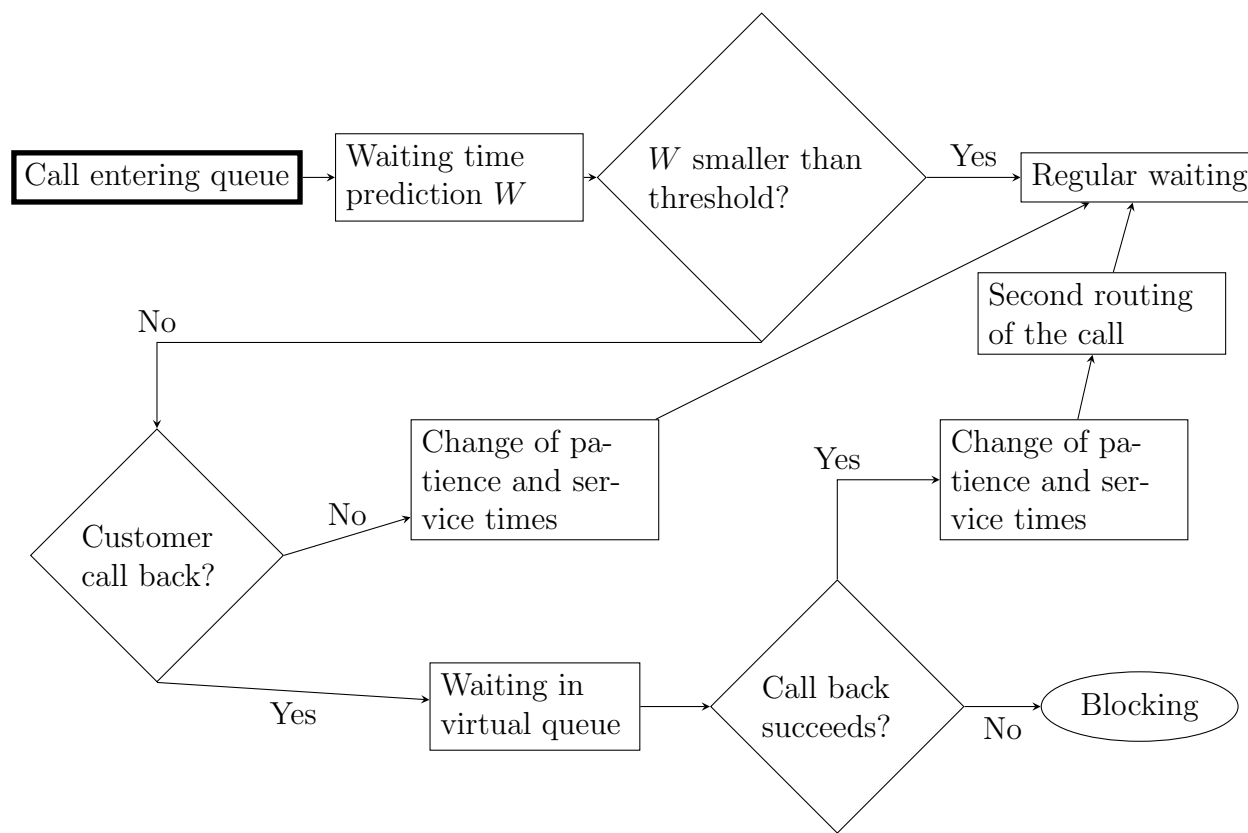 Call entering queue
Waiting time
prediction W
W smaller than
threshold?
Yes
Regular waiting
Second routing
of the call
No
Customer
call back?
No
Change of pa-
tience and ser-
vice times
Yes
Change of pa-
tience and ser-
vice times
Yes
Waiting in
virtual queue
Call back
succeeds?
No
Blocking